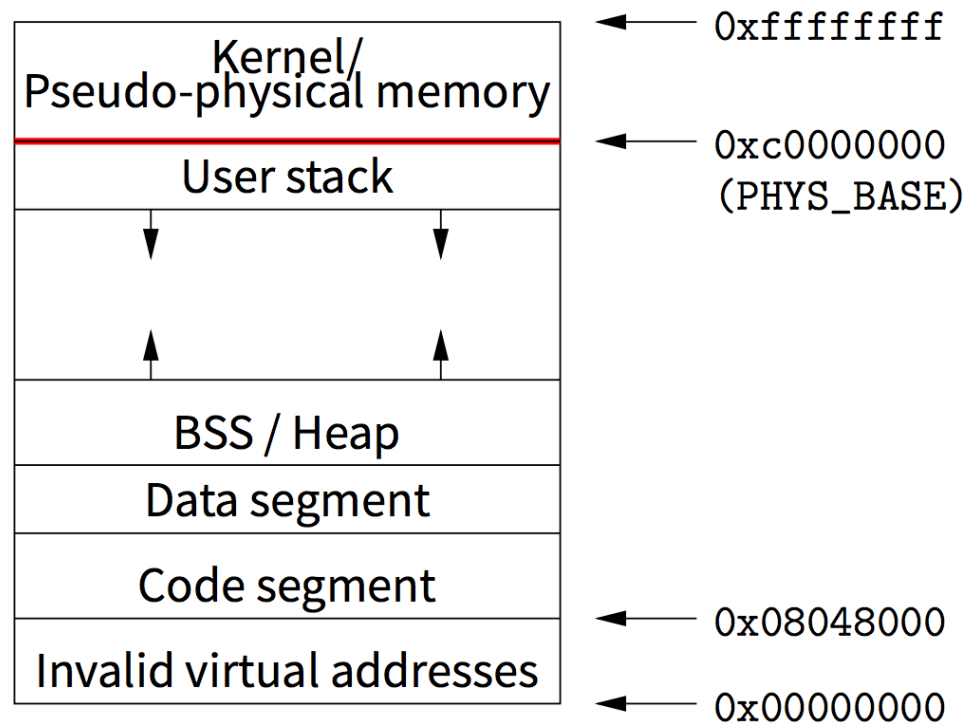 Kernel/
Pseudo-physical memory
User stack
BSS / Heap
Data segment
Code segment
Invalid virtual addresses
0xffffffff
0xc0000000
(PHYS_BASE)
0x08048000
0x00000000